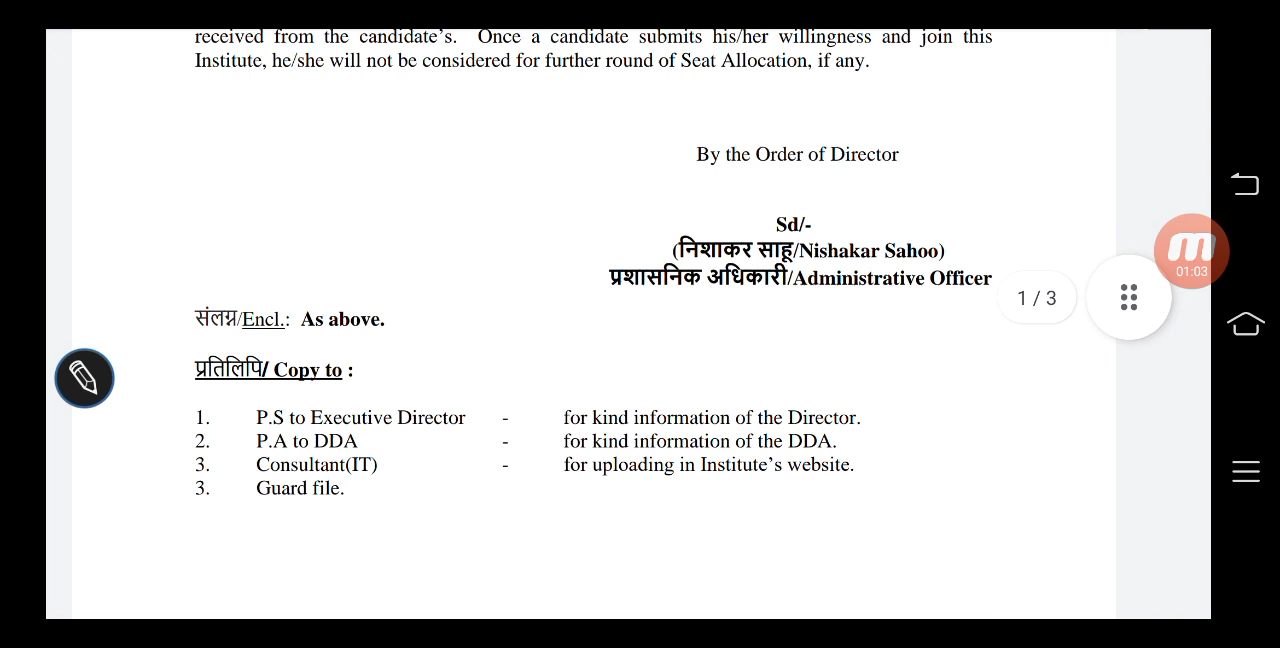 received from the candidate's. Once a candidate submits his/her willingness and join this
Institute, he/she will not be considered for further round of Seat Allocation, if any.
By the Order of Director
Sd/-
(निशाकर साहू/Nishakar Sahoo)
प्रशासनिक अधिकारी/Administrative Officer
1 / 3
01:03
संलग्न/Encl.: As above.
प्रतिलिपि/ Copy to :
1. P.S to Executive Director - for kind information of the Director.
2. P.A to DDA - for kind information of the DDA.
3. Consultant(IT) - for uploading in Institute's website.
3. Guard file.